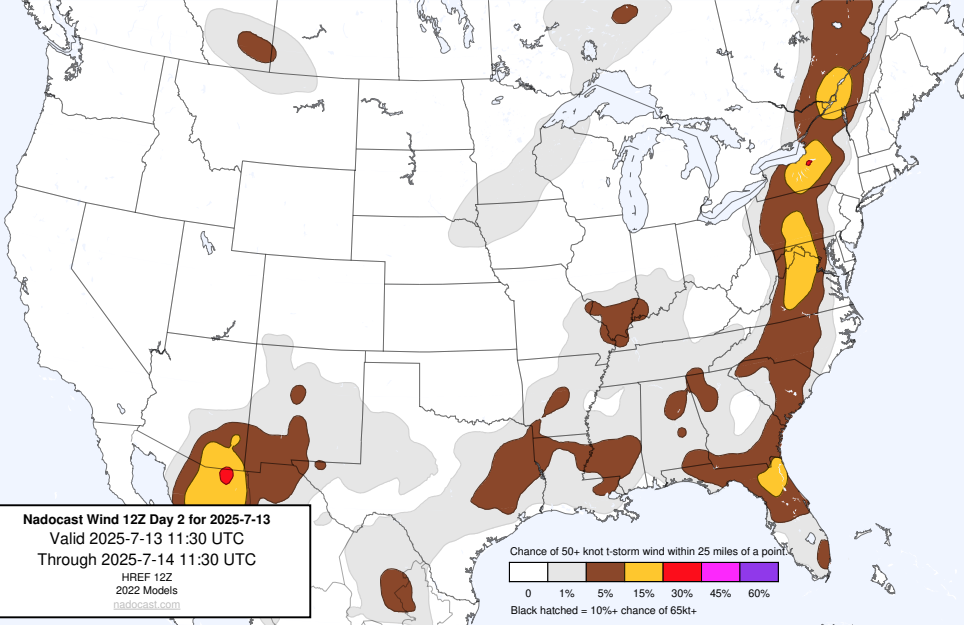 Nadocast Wind 12Z Day 2 for 2025-7-13
Valid 2025-7-13 11:30 UTC
Through 2025-7-14 11:30 UTC
HREF 12Z
2022 Models
nadocast.com
Chance of 50+ knot t-storm wind within 25 miles of a point.
0 1% 5% 15% 30% 45% 60%
Black hatched = 10%+ chance of 65kt+